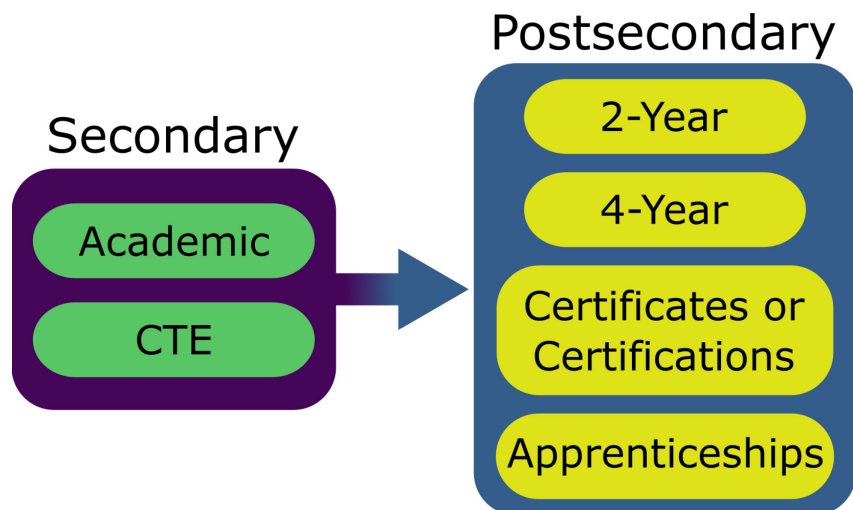 Secondary
Academic
CTE
Postsecondary
2-Year
4-Year
Certificates or
Certifications
Apprenticeships